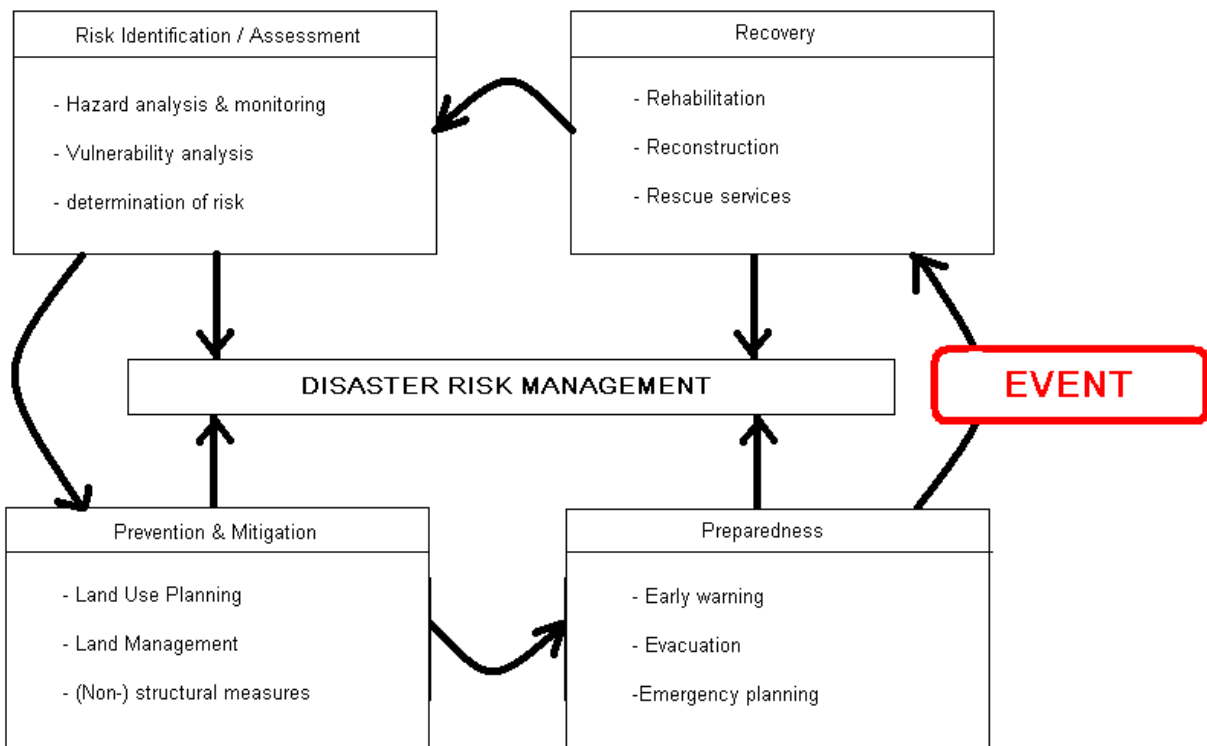 Risk Identification / Assessment
- Hazard analysis & monitoring
- Vulnerability analysis
- determination of risk
Recovery
- Rehabilitation
- Reconstruction
- Rescue services
DISASTER RISK MANAGEMENT
EVENT
Prevention & Mitigation
- Land Use Planning
- Land Management
- (Non-) structural measures
Preparedness
- Early warning
- Evacuation
-Emergency planning